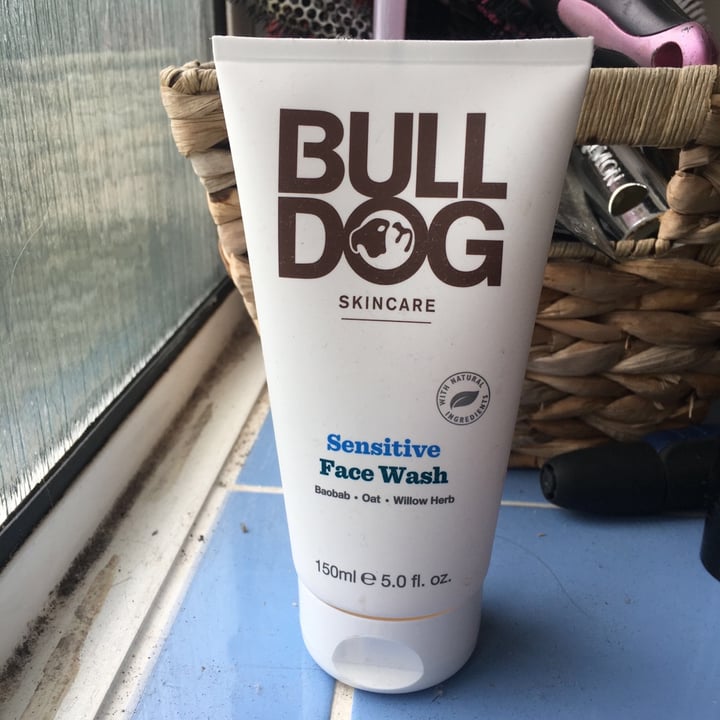 BULL
DOG
SKINCARE
WITH NATURAL INGREDIENTS
Sensitive
Face Wash
Baobab • Oat • Willow Herb
150ml ℮ 5.0 fl. oz.